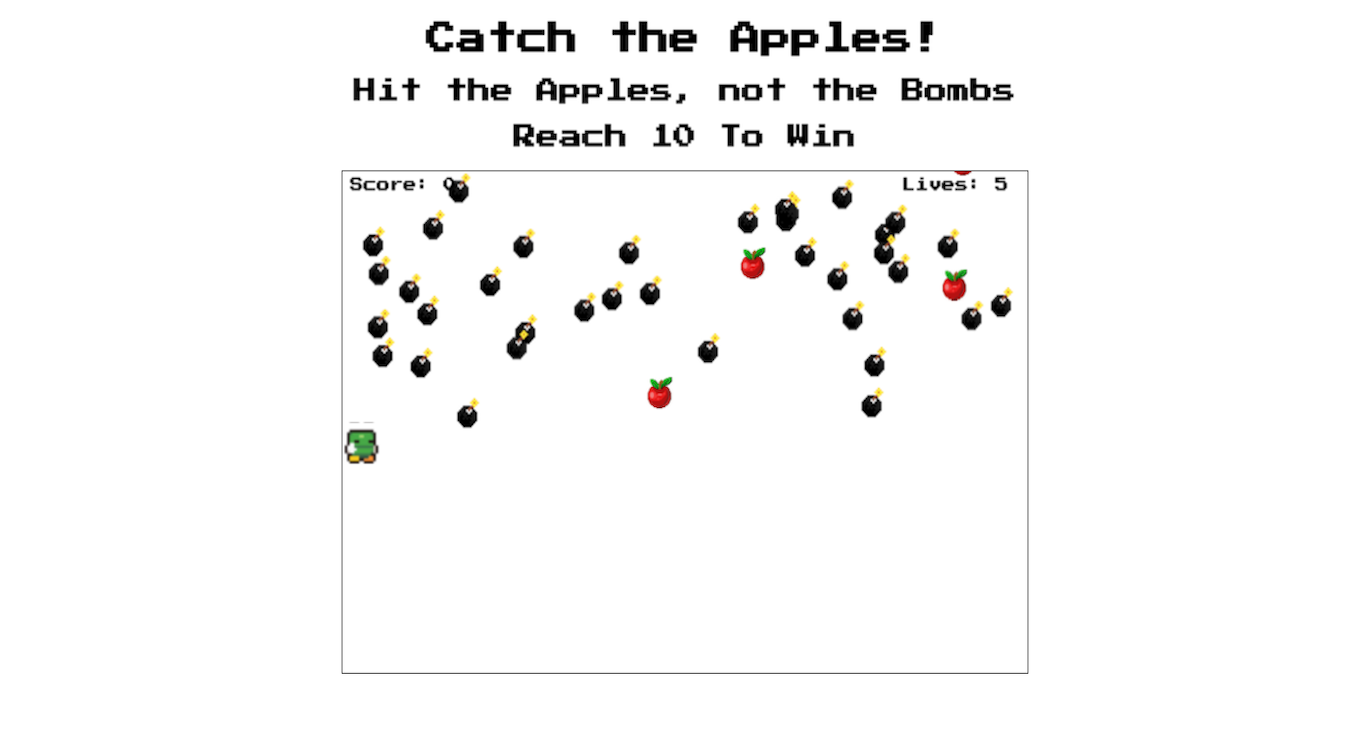 Catch the Apples!
Hit the Apples, not the Bombs
Reach 10 To Win
Score: 0
Lives: 5